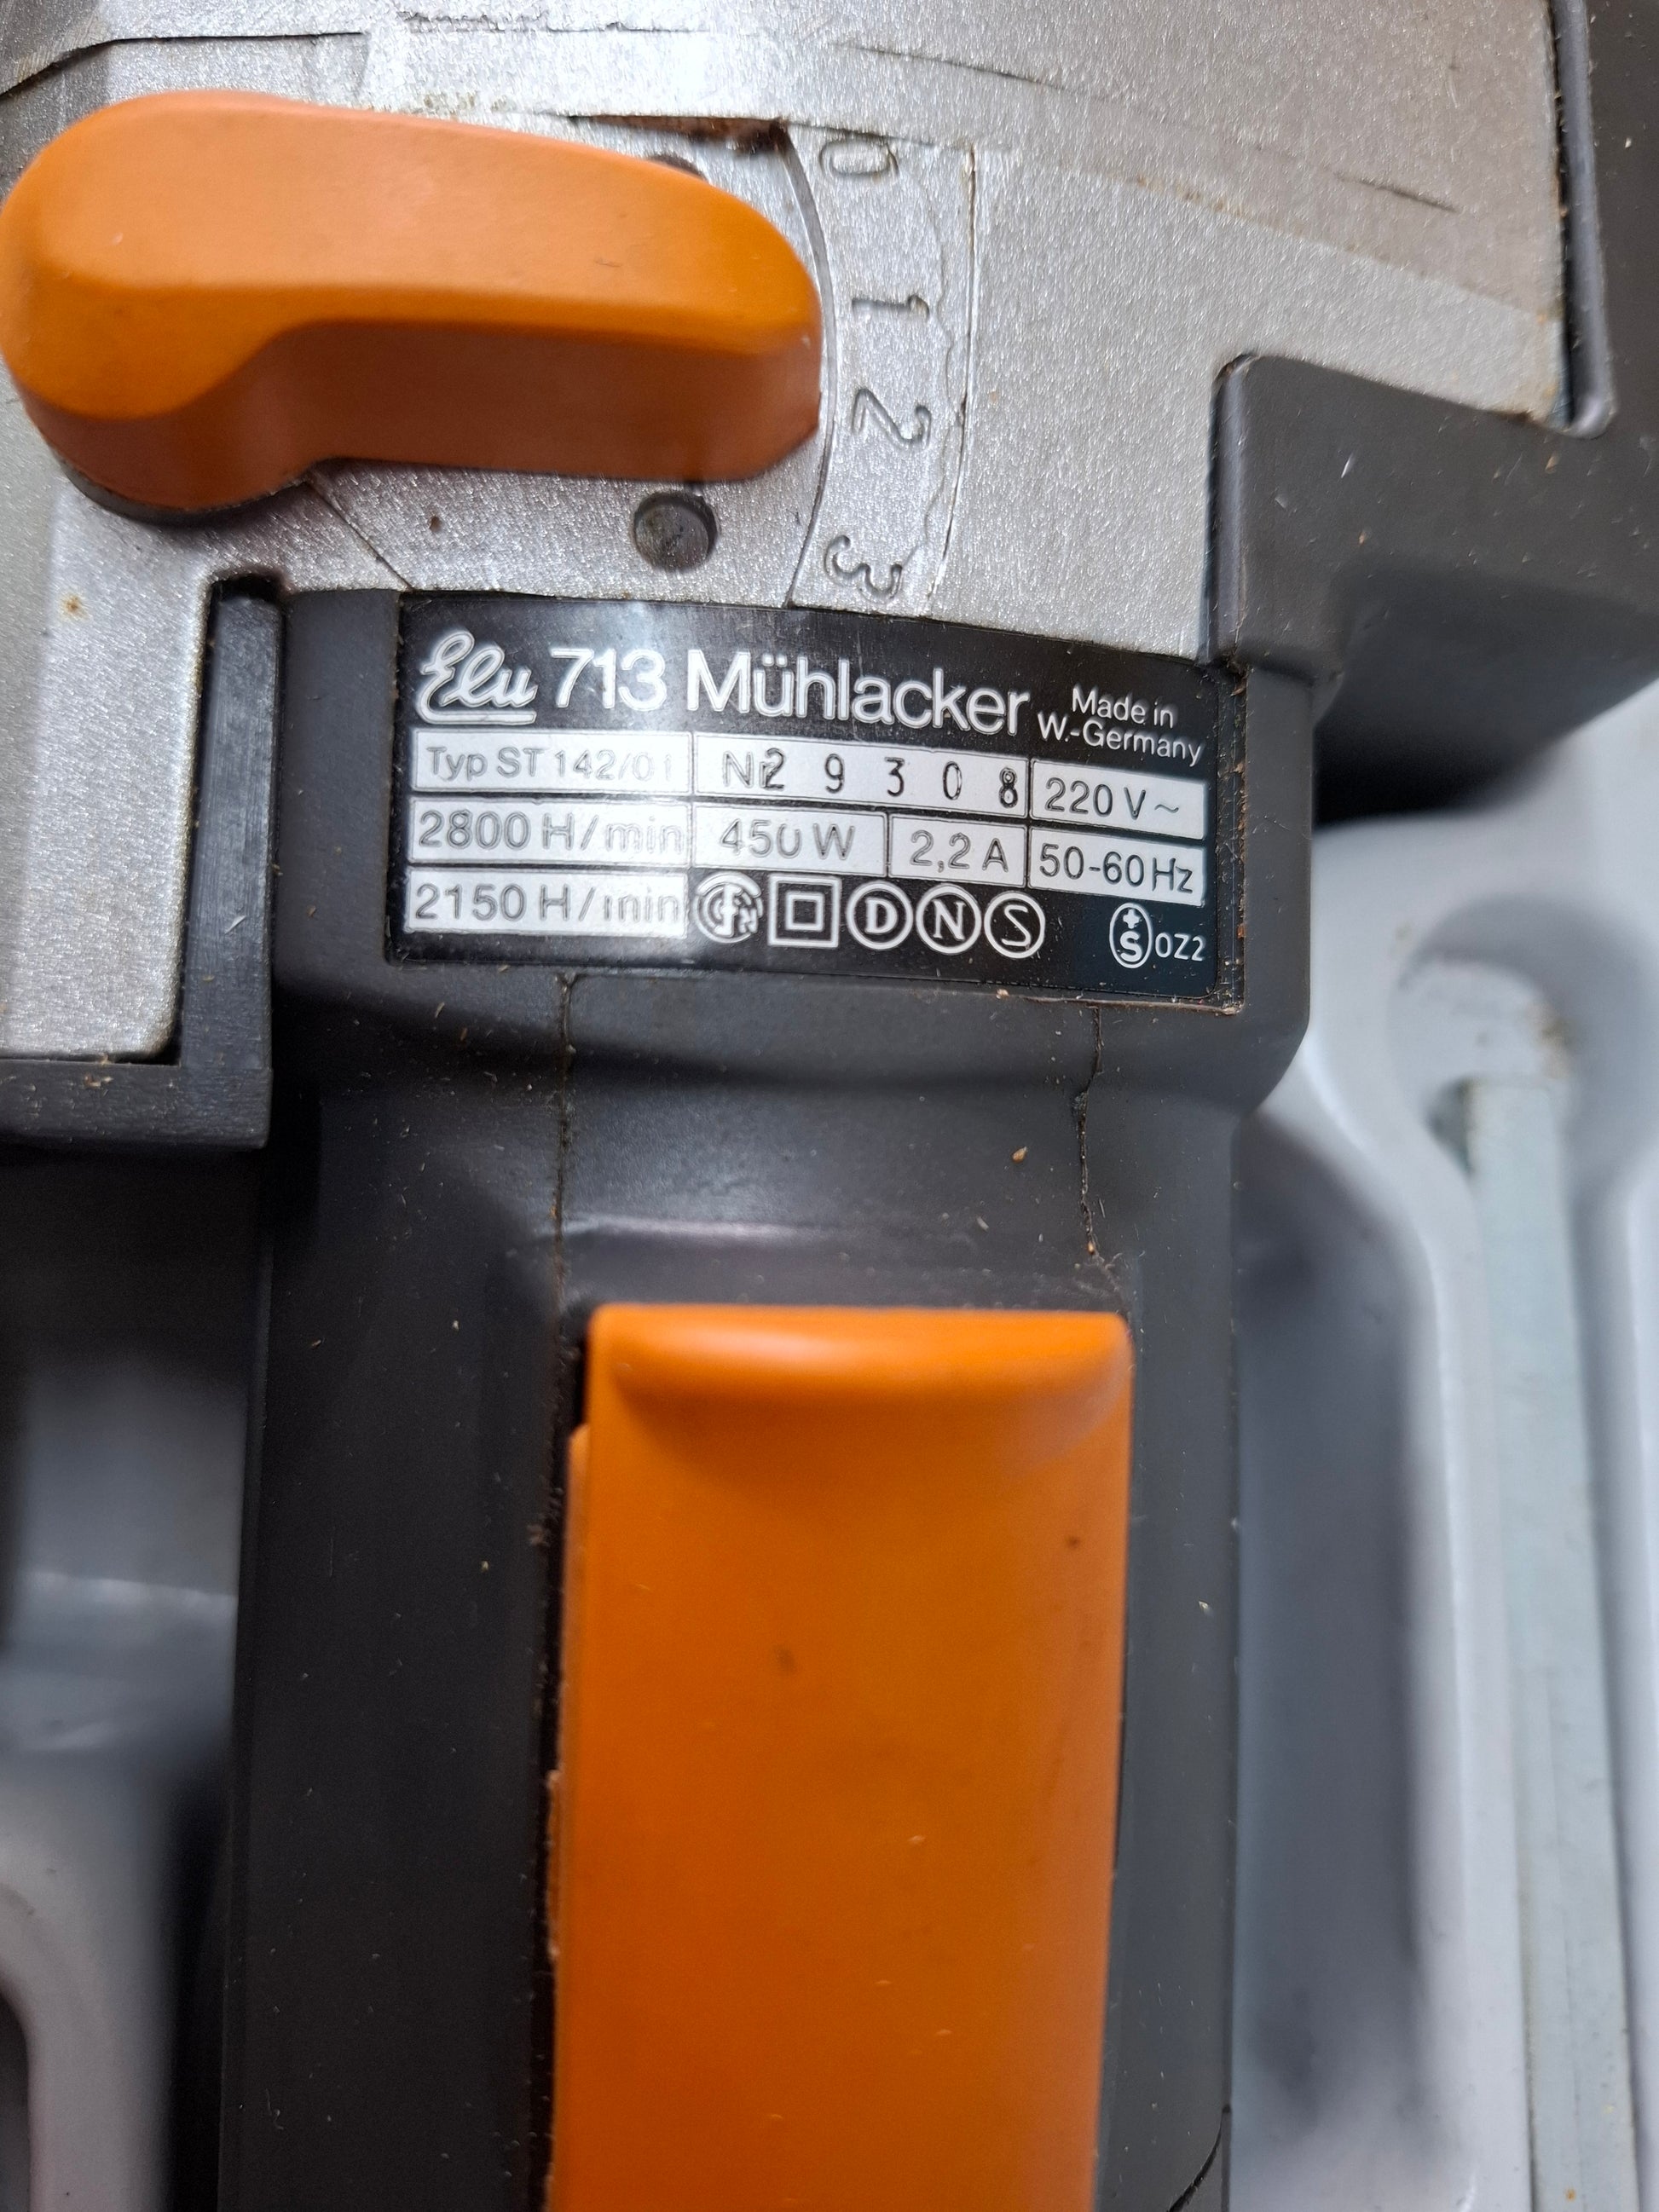 0
1
2
3
Elu 713 Mühlacker Made in W.-Germany
Typ ST 142/01 Nr 2 9 3 0 8 220 V~
2800 H/min 450 W 2,2 A 50-60 Hz
2150 H/min D N S +S OZ2